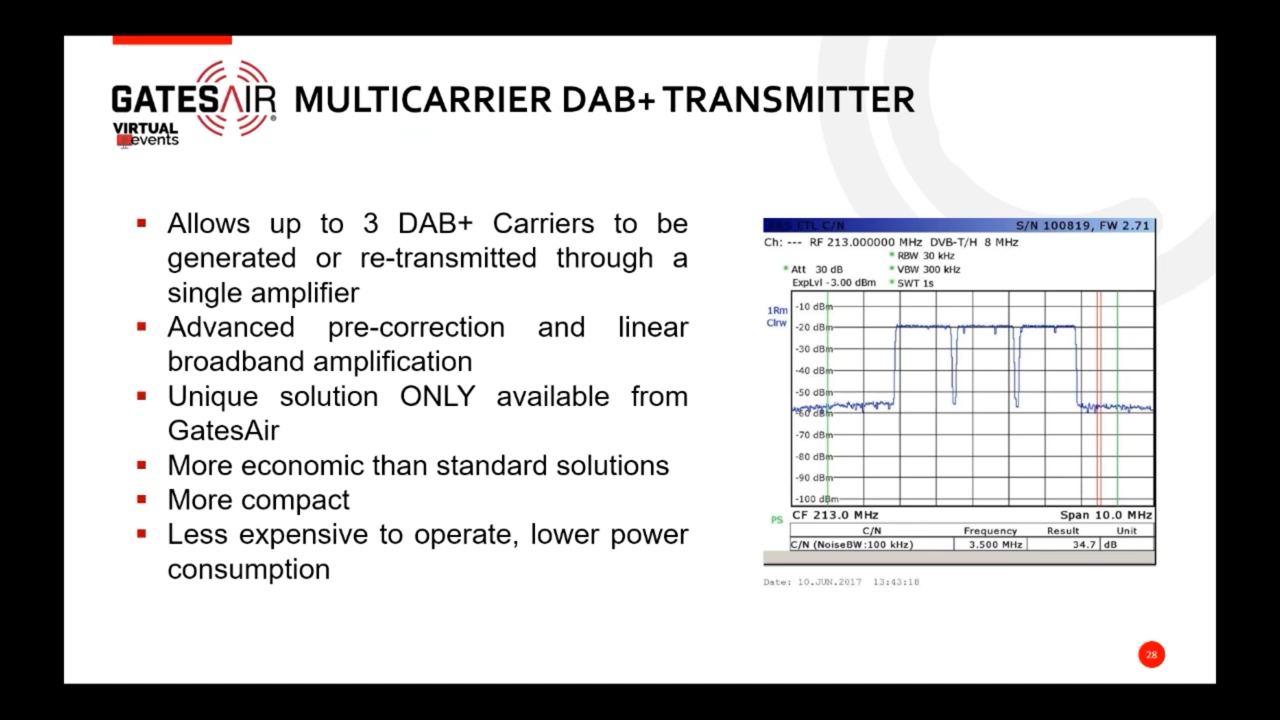 GATESAIR
®
VIRTUAL
events
MULTICARRIER DAB+ TRANSMITTER
▪ Allows up to 3 DAB+ Carriers to be
generated or re-transmitted through a
single amplifier
▪ Advanced pre-correction and linear
broadband amplification
▪ Unique solution ONLY available from
GatesAir
▪ More economic than standard solutions
▪ More compact
▪ Less expensive to operate, lower power
consumption
ETL C/N S/N 100819, FW 2.71
Ch: --- RF 213.000000 MHz DVB-T/H 8 MHz
* RBW 30 kHz
* Att 30 dB * VBW 300 kHz
ExpLvl -3.00 dBm * SWT 1s
1Rm
Clrw
-10 dBm
-20 dBm
-30 dBm
-40 dBm
-50 dBm
-60 dBm
-70 dBm
-80 dBm
-90 dBm
-100 dBm
PS
CF 213.0 MHz Span 10.0 MHz
C/N Frequency Result Unit
C/N (NoiseBW:100 kHz) 3.500 MHz 34.7 dB
Date: 10.JUN.2017 13:43:18
28